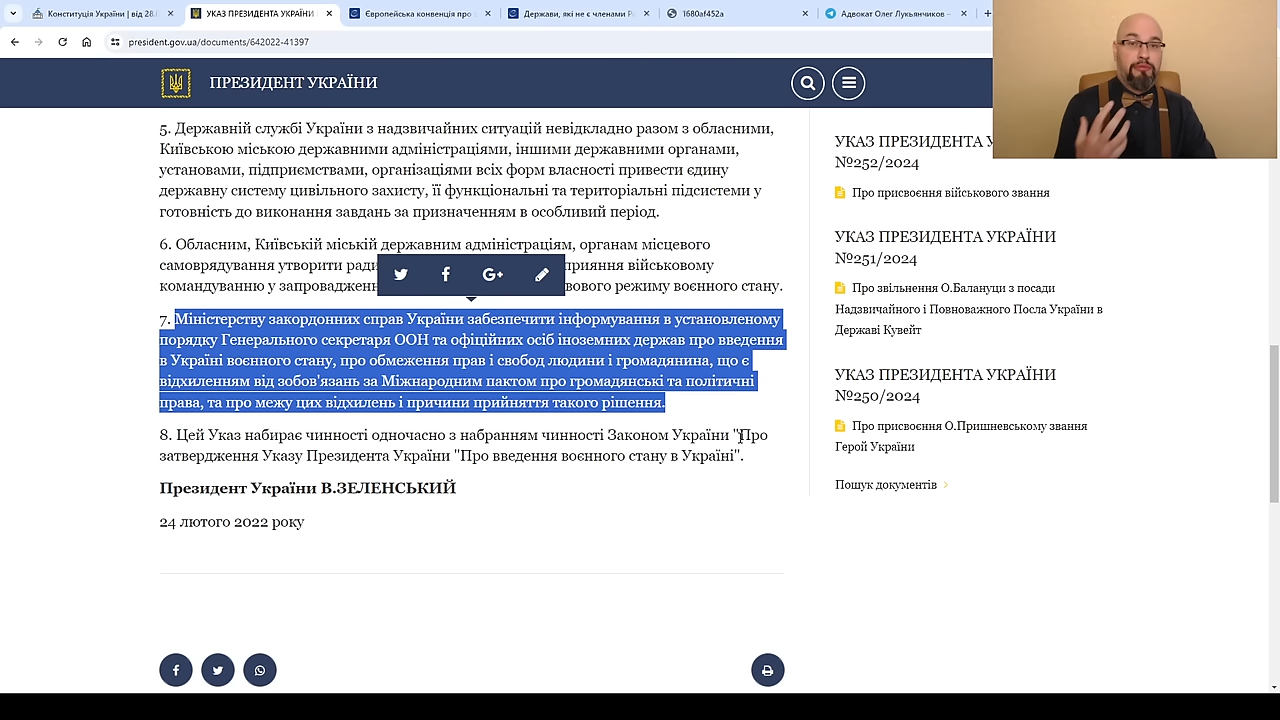 Конституція України | від 28.0
УКАЗ ПРЕЗИДЕНТА УКРАЇНИ
Європейська конвенція про з
Держави, які не є членами Р
1680af452a
Адвокат Олег Лукьянчиков –
president.gov.ua/documents/642022-41397
ПРЕЗИДЕНТ УКРАЇНИ
5. Державній службі України з надзвичайних ситуацій невідкладно разом з обласними,
Київською міською державними адміністраціями, іншими державними органами,
установами, підприємствами, організаціями всіх форм власності привести єдину
державну систему цивільного захисту, її функціональні та територіальні підсистеми у
готовність до виконання завдань за призначенням в особливий період.
6. Обласним, Київській міській державним адміністраціям, органам місцевого
самоврядування утворити ради
військовому
командуванню у запровадженн
режиму воєнного стану.
7. Міністерству закордонних справ України забезпечити інформування в установленому
порядку Генерального секретаря ООН та офіційних осіб іноземних держав про введення
в Україні воєнного стану, про обмеження прав і свобод людини і громадянина, що є
відхиленням від зобов'язань за Міжнародним пактом про громадянські та політичні
права, та про межу цих відхилень і причини прийняття такого рішення.
8. Цей Указ набирає чинності одночасно з набранням чинності Законом України "Про
затвердження Указу Президента України "Про введення воєнного стану в Україні".
Президент України В.ЗЕЛЕНСЬКИЙ
24 лютого 2022 року
УКАЗ ПРЕЗИДЕНТА У
№252/2024
Про присвоєння військового звання
УКАЗ ПРЕЗИДЕНТА УКРАЇНИ
№251/2024
Про звільнення О.Балануци з посади
Надзвичайного і Повноважного Посла України в
Державі Кувейт
УКАЗ ПРЕЗИДЕНТА УКРАЇНИ
№250/2024
Про присвоєння О.Пришневському звання
Герой України
Пошук документів